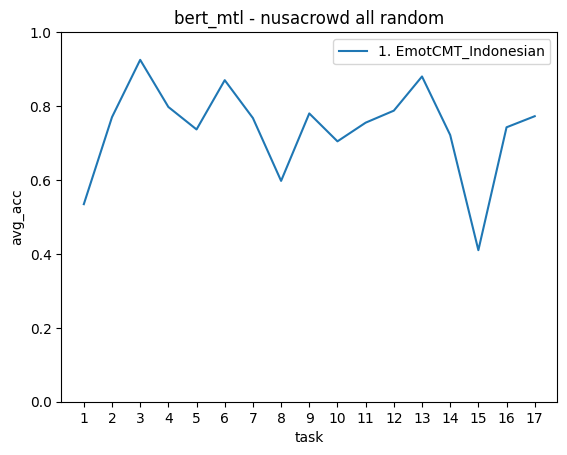 bert_mtl - nusacrowd all random
1. EmotCMT_Indonesian
avg_acc
1.0
0.8
0.6
0.4
0.2
0.0
1 2 3 4 5 6 7 8 9 10 11 12 13 14 15 16 17
task